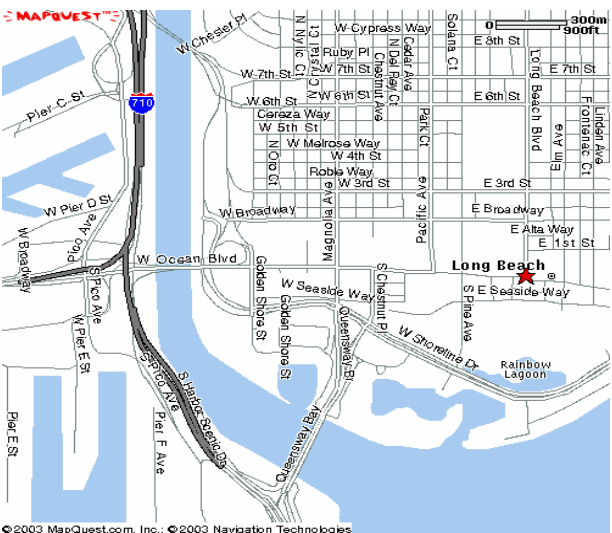 MAPQUEST
0 300m
900ft
W Chester Pl
N Nylic Ct
N Crystal Ct
W Cypress Way
Ruby Pl
N Del Rey Ct
Cedar Ave
Chestnut Ave
Solana Ct
E 8th St
W 7th St
W 7th St
E 7th St
Long Beach Blvd
Pier C St
710
W 6th St
W 6th St
E 6th St
Cereza Way
W 5th St
Park Ct
Linden Ave
Frontenac Ct
Elm Ave
W Melrose Way
W 4th St
N Oro Ct
Roble Way
W 3rd St
E 3rd St
Magnolia Ave
Pacific Ave
W Pier D St
Pico Ave
W Broadway
W Broadway
E Broadway
E Alta Way
E 1st St
W Ocean Blvd
Long Beach
S Pico Ave
Golden Shore St
Golden Shore St
W Seaside Way
S Chestnut Pl
S Pine Ave
E Seaside Way
W Pier E St
Queensway Br
W Shoreline Dr
Rainbow
Lagoon
S Pico Ave
S Harbor Scenic Dr
Pier E St
Pier F Ave
Queensway Bay
©2003 MapQuest.com, Inc.; ©2003 Navigation Technologies